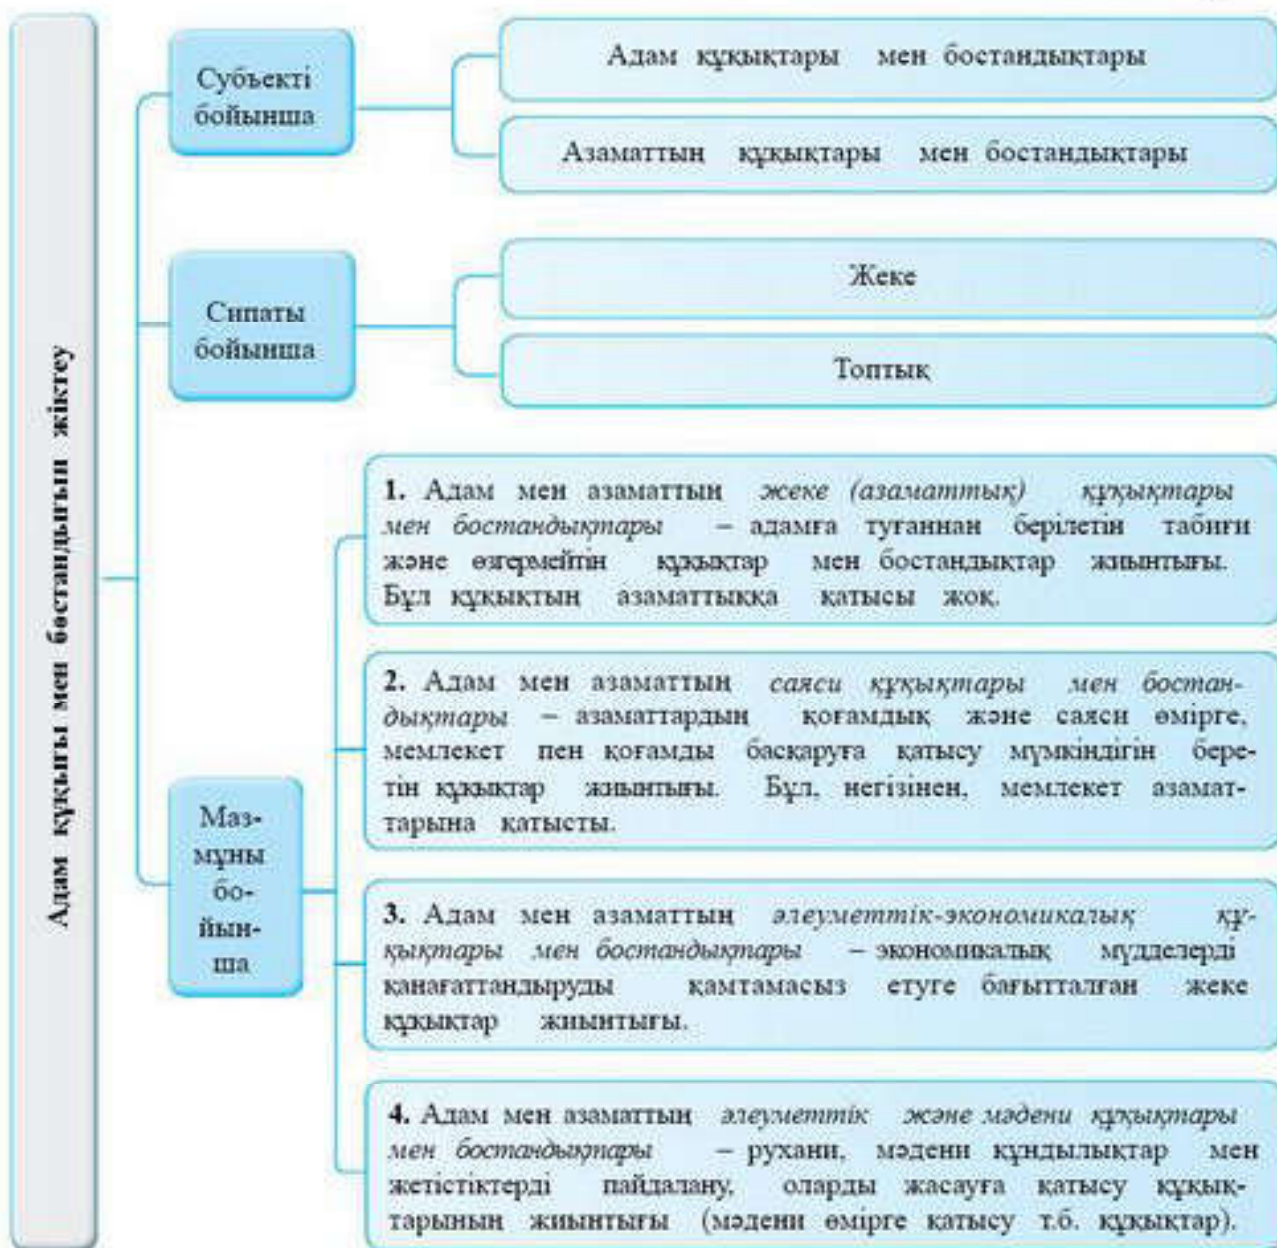 Адам құқығы мен бостандығын жіктеу
Субъекті
бойынша
Адам құқықтары мен бостандықтары
Азаматтың құқықтары мен бостандықтары
Сипаты
бойынша
Жеке
Топтық
Маз-
мұны
бо-
йын-
ша
1. Адам мен азаматтың жеке (азаматтық) құқықтары
мен бостандықтары – адамға туғаннан берілетін табиғи
және өзгермейтін құқықтар мен бостандықтар жиынтығы.
Бұл құқықтың азаматтыққа қатысы жоқ.
2. Адам мен азаматтың саяси құқықтары мен бостан-
дықтары – азаматтардың қоғамдық және саяси өмірге,
мемлекет пен қоғамды басқаруға қатысу мүмкіндігін бере-
тін құқықтар жиынтығы. Бұл, негізінен, мемлекет азамат-
тарына қатысты.
3. Адам мен азаматтың әлеуметтік-экономикалық құ-
қықтары мен бостандықтары – экономикалық мүдделерді
қанағаттандыруды қамтамасыз етуге бағытталған жеке
құқықтар жиынтығы.
4. Адам мен азаматтың әлеуметтік және мәдени құқықтары
мен бостандықтары – рухани, мәдени құндылықтар мен
жетістіктерді пайдалану, оларды жасауға қатысу құқық-
тарының жиынтығы (мәдени өмірге қатысу т.б. құқықтар).